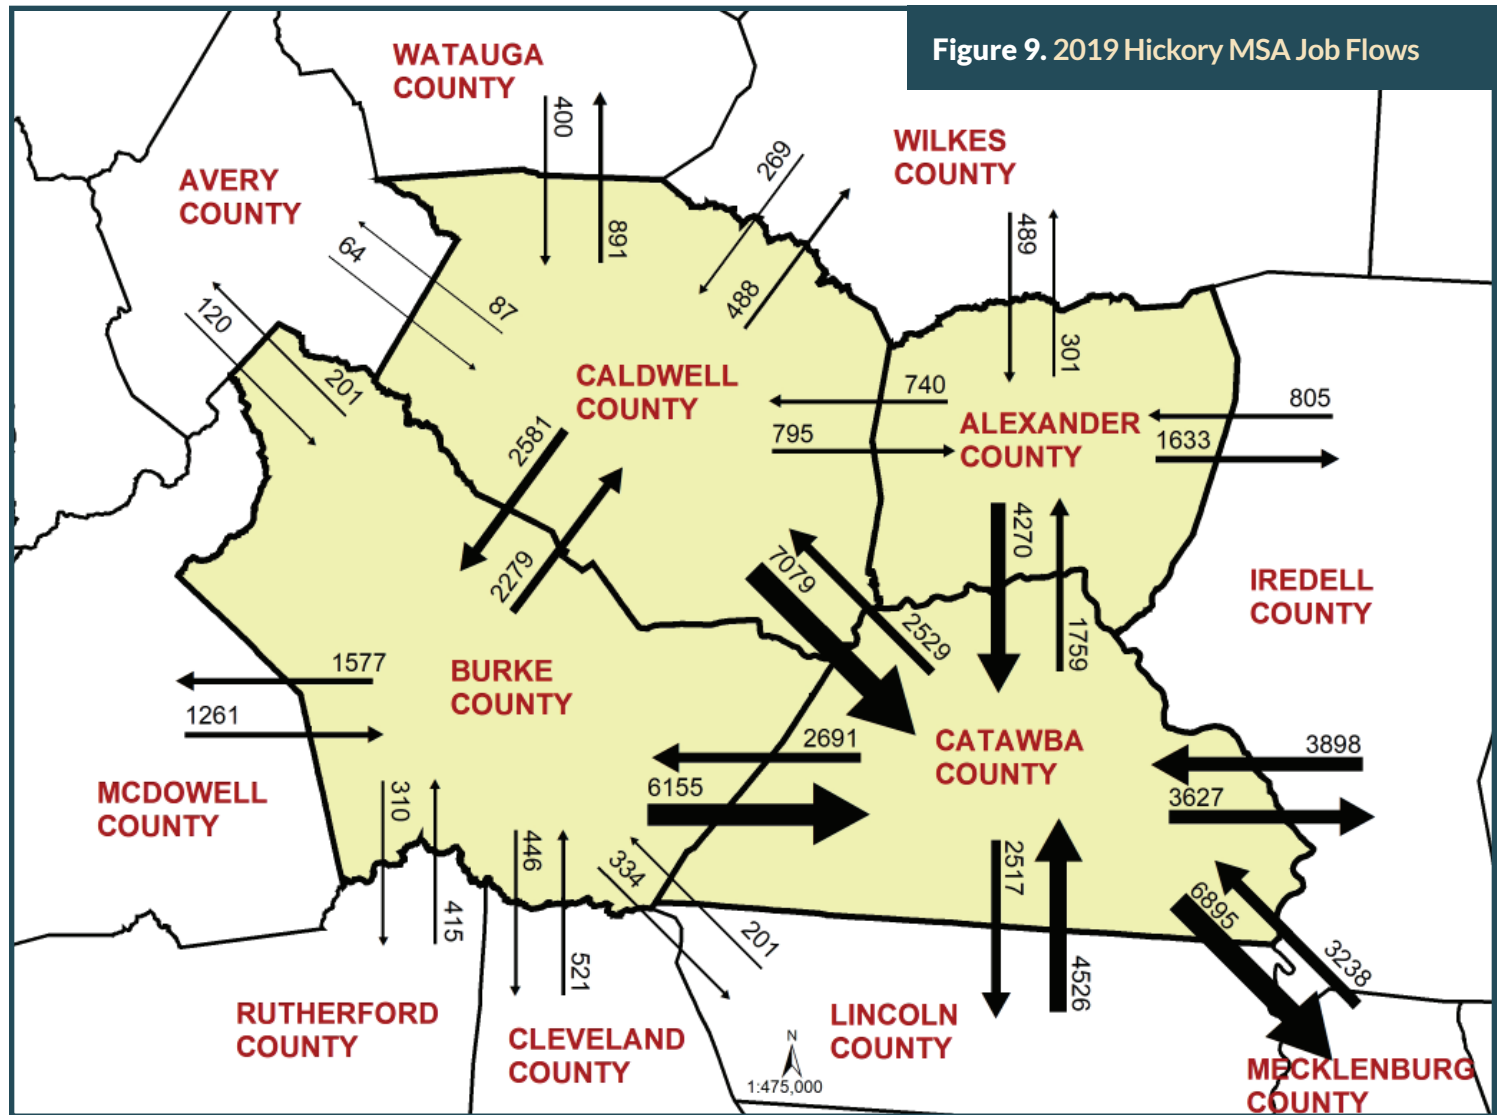 Figure 9. 2019 Hickory MSA Job Flows
WATAUGA
COUNTY
WILKES
COUNTY
AVERY
COUNTY
400
891
269
488
489
301
64
87
120
201
CALDWELL
COUNTY
740
795
ALEXANDER
COUNTY
805
1633
2581
2279
4270
1759
7079
2529
IREDELL
COUNTY
BURKE
COUNTY
1577
1261
2691
6155
CATAWBA
COUNTY
3898
3627
MCDOWELL
COUNTY
310
415
446
521
334
201
2517
4526
6895
3238
RUTHERFORD
COUNTY
CLEVELAND
COUNTY
LINCOLN
COUNTY
N
1:475,000
MECKLENBURG
COUNTY